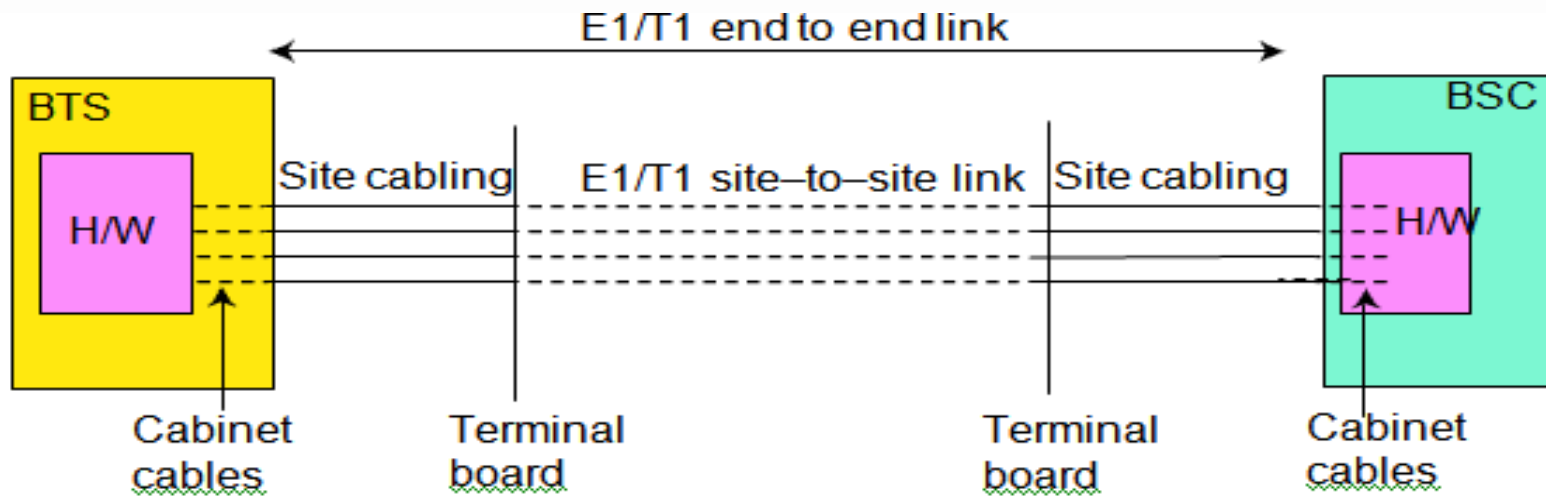 E1/T1 end to end link
BTS
BSC
Site cabling
E1/T1 site–to–site link
Site cabling
H/W
H/W
Cabinet
cables
Terminal
board
Terminal
board
Cabinet
cables